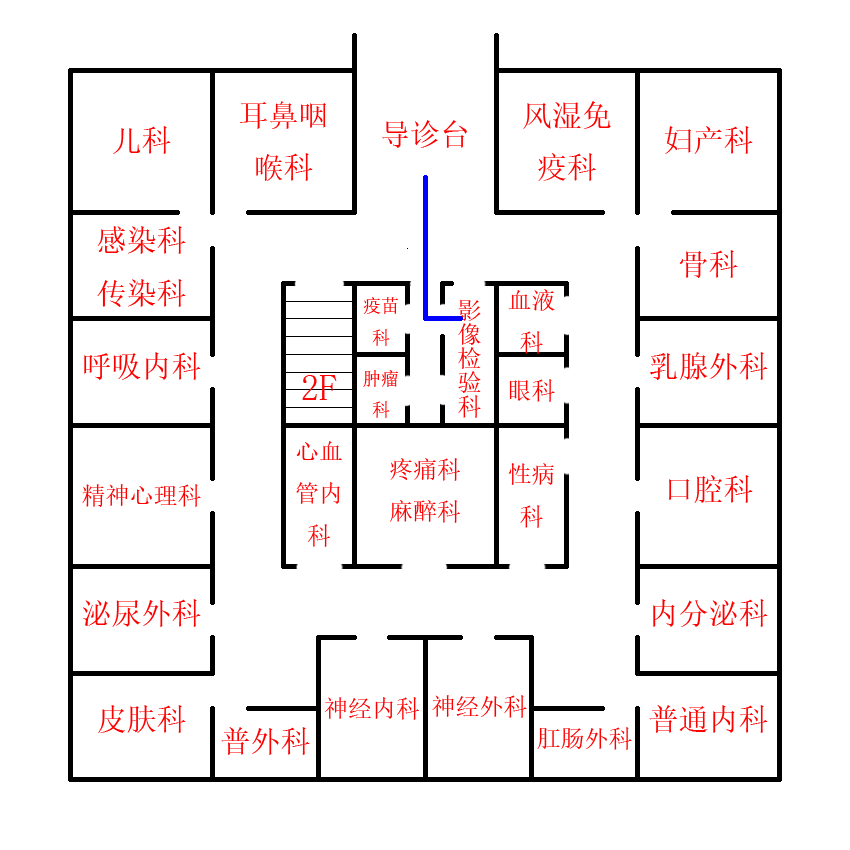 导诊台
儿科
耳鼻咽
喉科
风湿免
疫科
妇产科
感染科
传染科
骨科
疫苗
科
影像检验科
血液
科
呼吸内科
2F
肿瘤
科
眼科
乳腺外科
精神心理科
心血
管内
科
疼痛科
麻醉科
性病
科
口腔科
泌尿外科
内分泌科
皮肤科
普外科
神经内科
神经外科
肛肠外科
普通内科